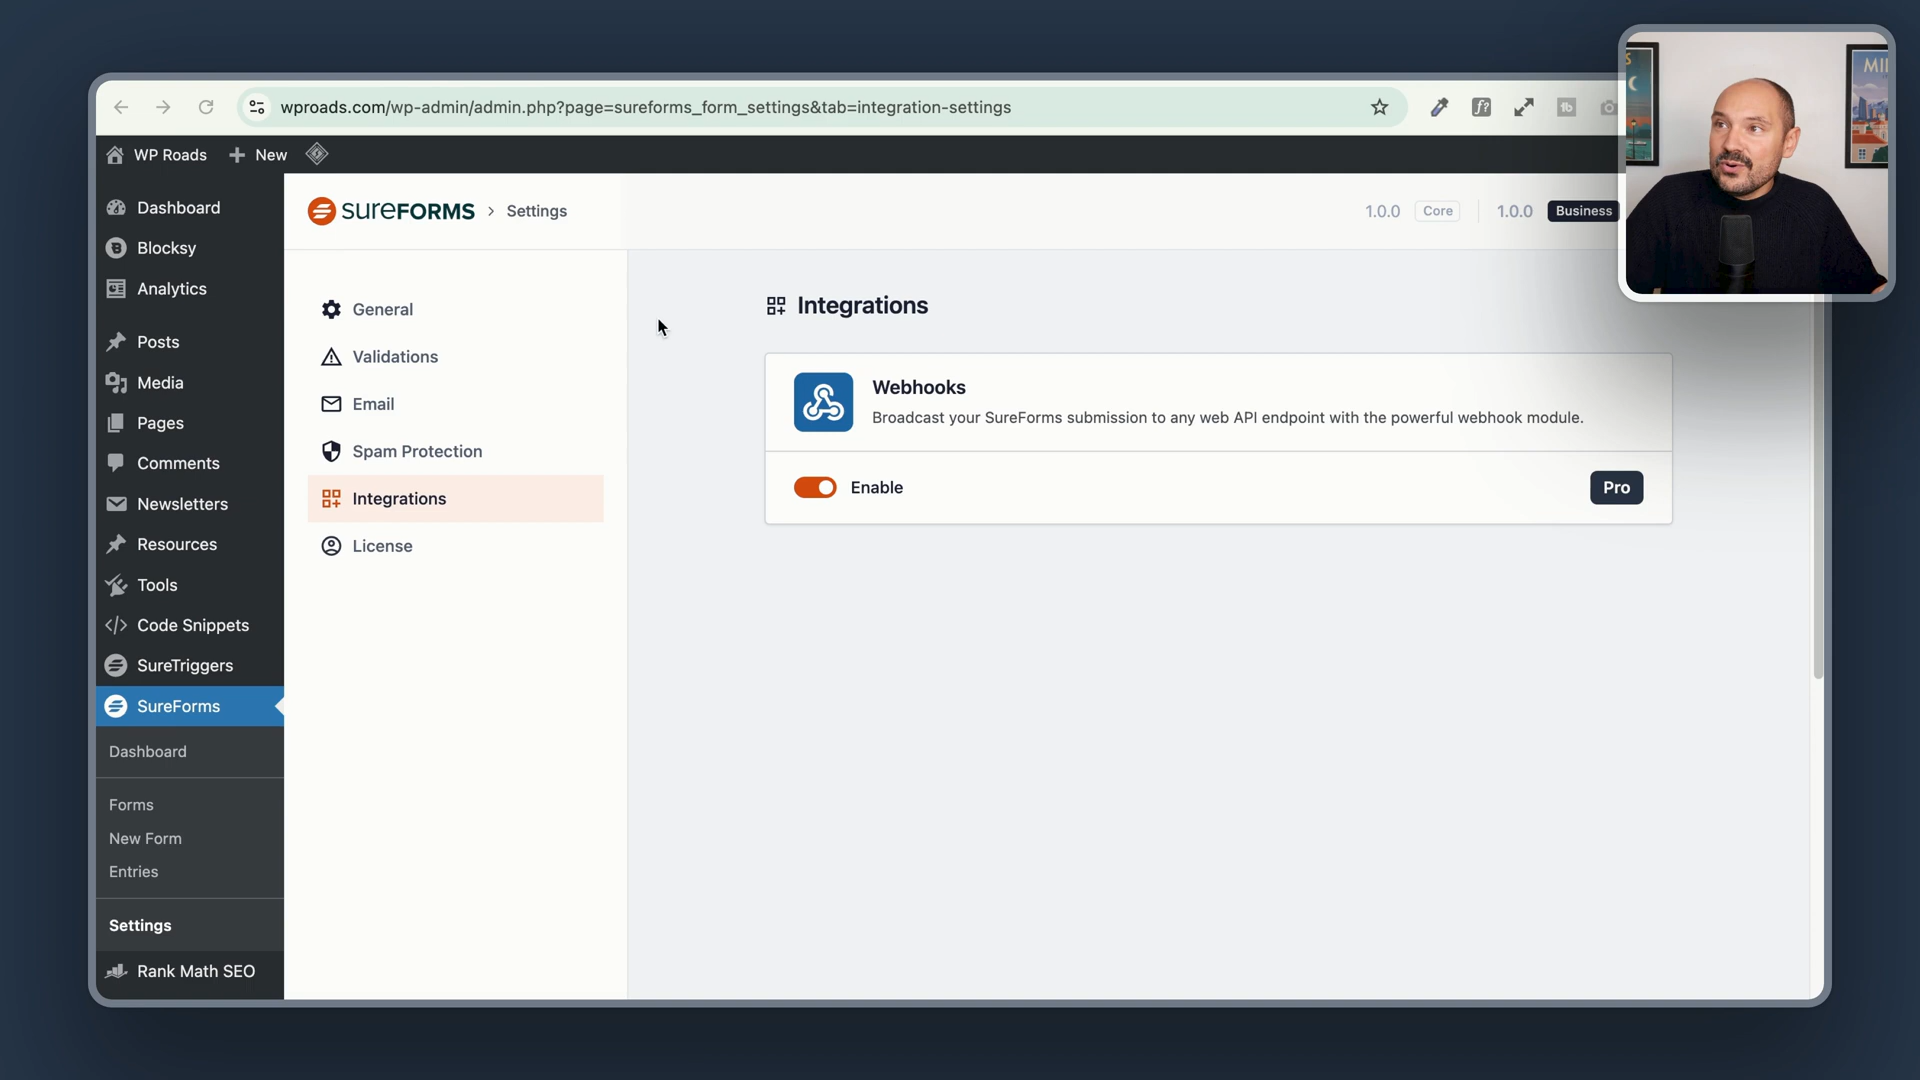 wproads.com/wp-admin/admin.php?page=sureforms_form_settings&tab=integration-settings
f?
tb
WP Roads
New
Dashboard
Blocksy
Analytics
Posts
Media
Pages
Comments
Newsletters
Resources
Tools
Code Snippets
SureTriggers
SureForms
Dashboard
Forms
New Form
Entries
Settings
Rank Math SEO
SUREFORMS
Settings
1.0.0 Core
1.0.0 Business
General
Validations
Email
Spam Protection
Integrations
License
Integrations
Webhooks
Broadcast your SureForms submission to any web API endpoint with the powerful webhook module.
Enable
Pro
S
MI